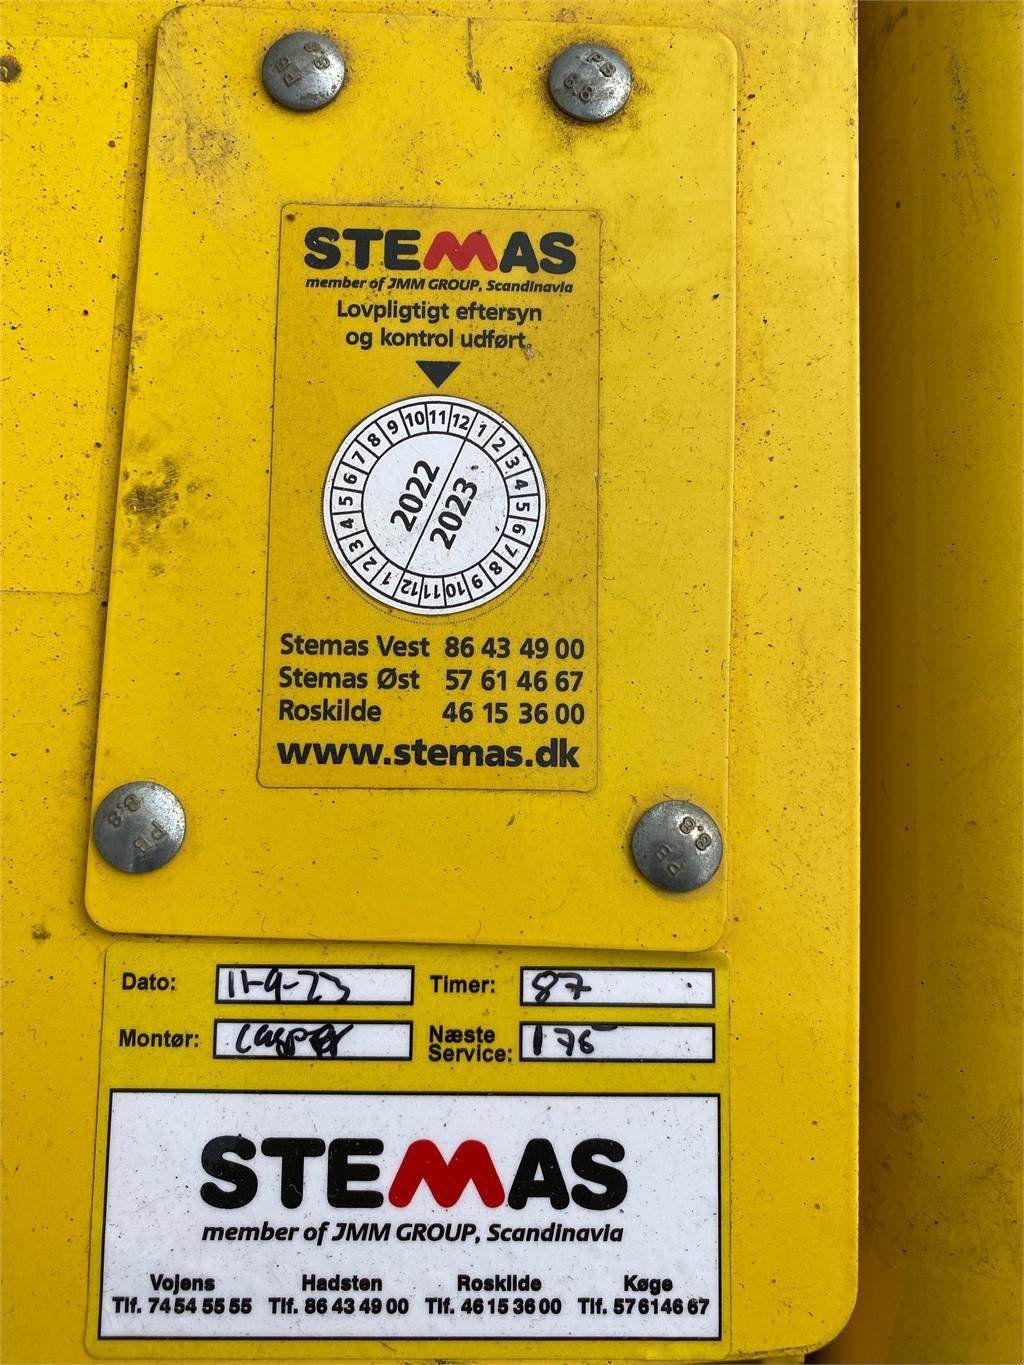 PB 8.8
PB 8.8
STEMAS
member of JMM GROUP, Scandinavia
Lovpligtigt eftersyn
og kontrol udført.
1 2 3 4 5 6 7 8 9 10 11 12
2022
2023
1 2 3 4 5 6 7 8 9 10 11 12
Stemas Vest 86 43 49 00
Stemas Øst 57 61 46 67
Roskilde 46 15 36 00
www.stemas.dk
8.8 PB
8.8 PB
Dato: 11-9-23 Timer: 87
Montør: Næste
Service: 175
STEMAS
member of JMM GROUP, Scandinavia
Vojens Hadsten Roskilde Køge
Tlf. 74 54 55 55 Tlf. 86 43 49 00 Tlf. 46 15 36 00 Tlf. 57 61 46 67